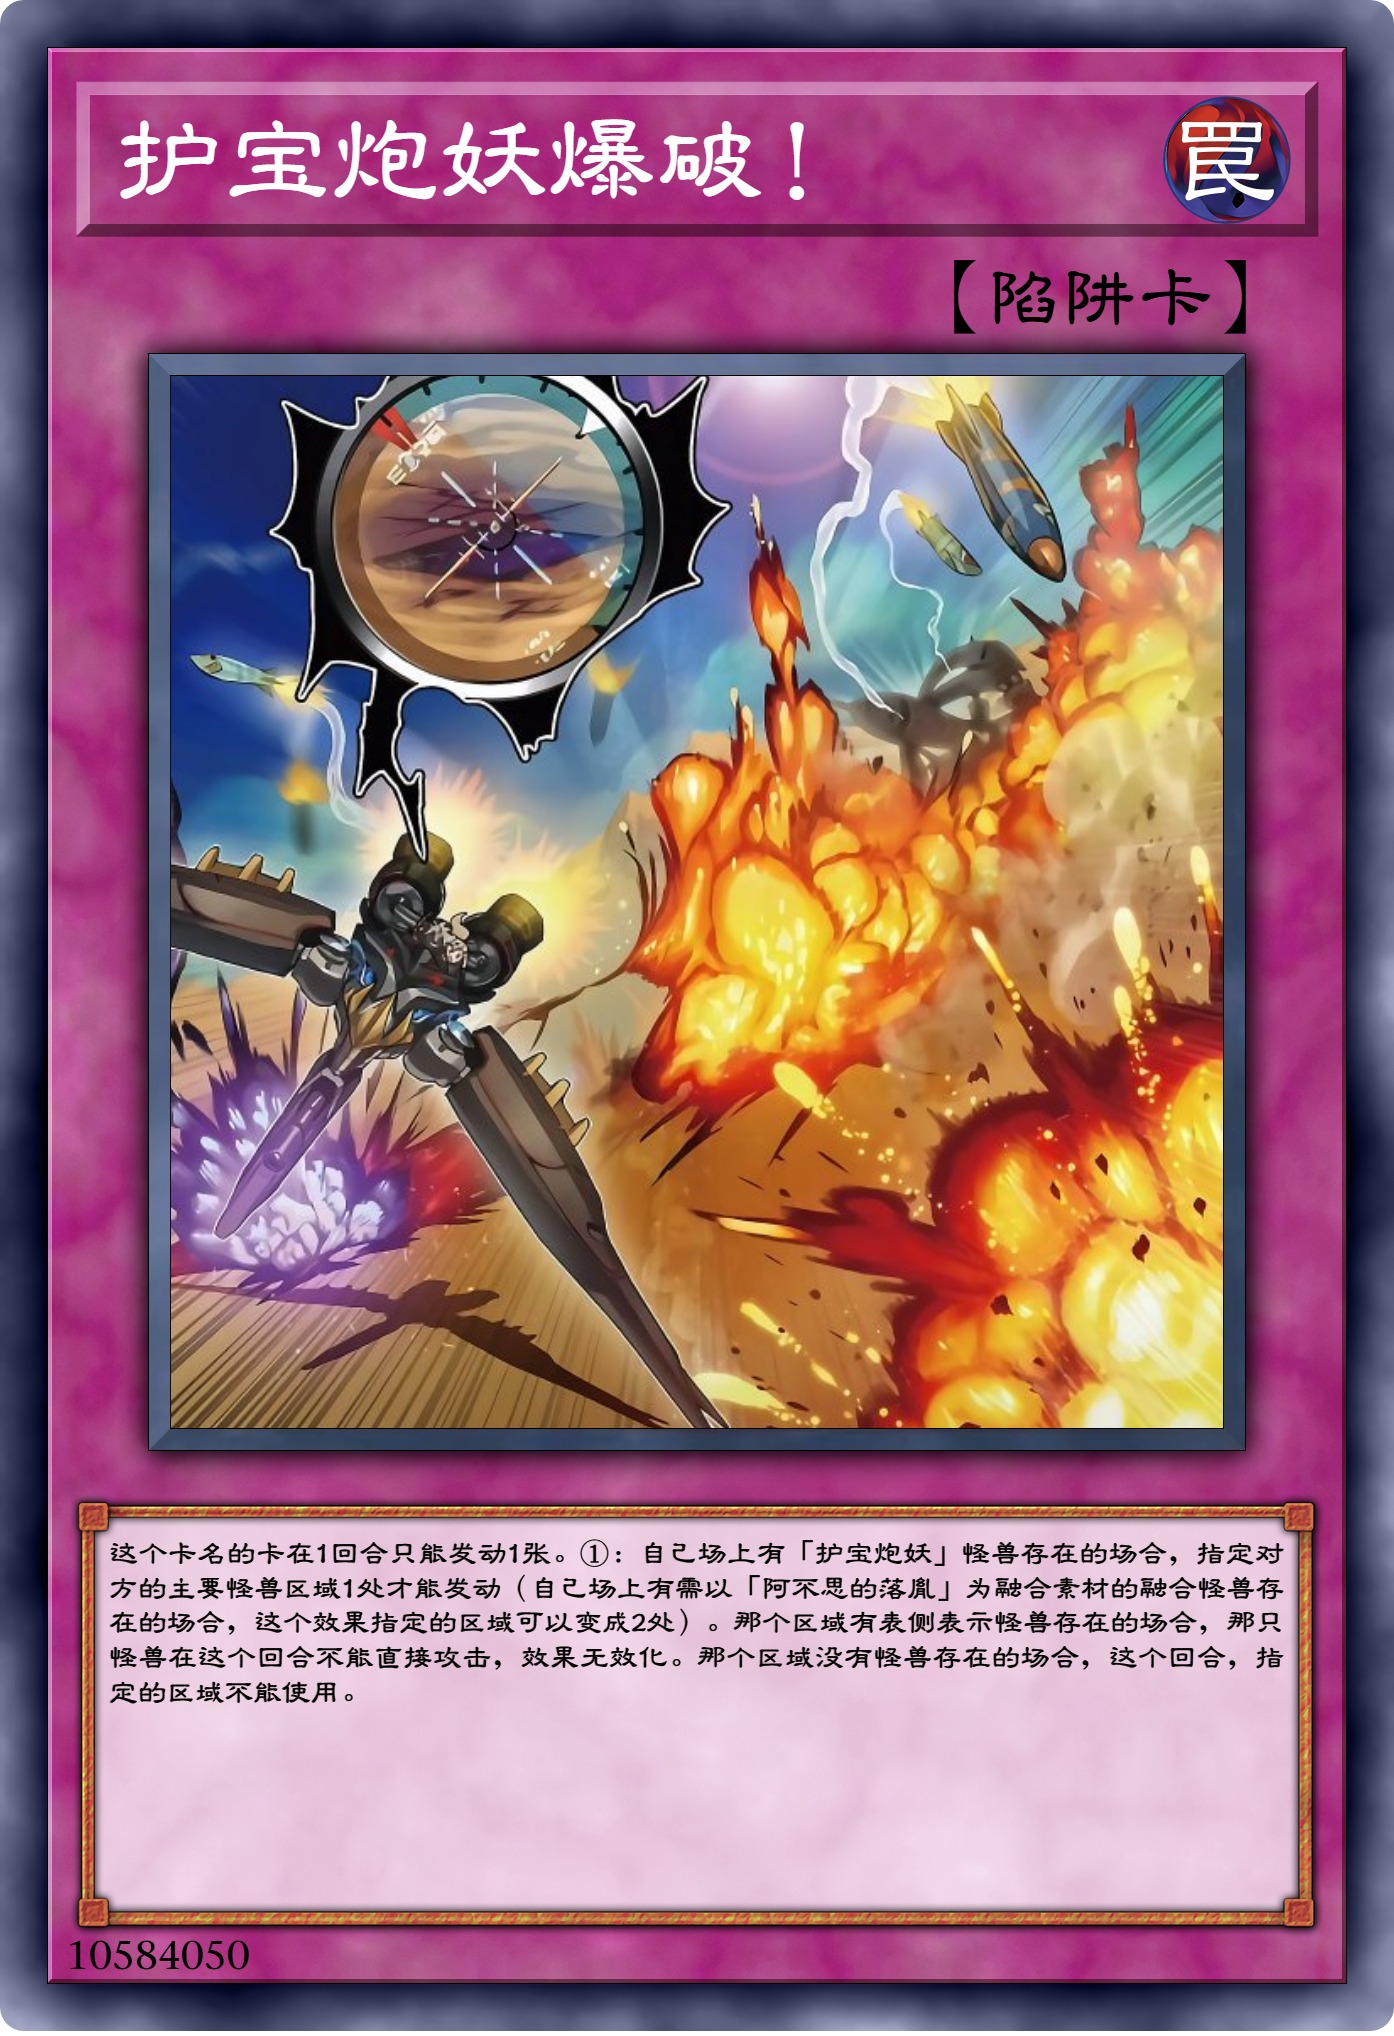 护宝炮妖爆破！
罠
【陷阱卡】
这个卡名的卡在1回合只能发动1张。①：自己场上有「护宝炮妖」怪兽存在的场合，指定对
方的主要怪兽区域1处才能发动（自己场上有需以「阿不思的落胤」为融合素材的融合怪兽存
在的场合，这个效果指定的区域可以变成2处）。那个区域有表侧表示怪兽存在的场合，那只
怪兽在这个回合不能直接攻击，效果无效化。那个区域没有怪兽存在的场合，这个回合，指
定的区域不能使用。
10584050